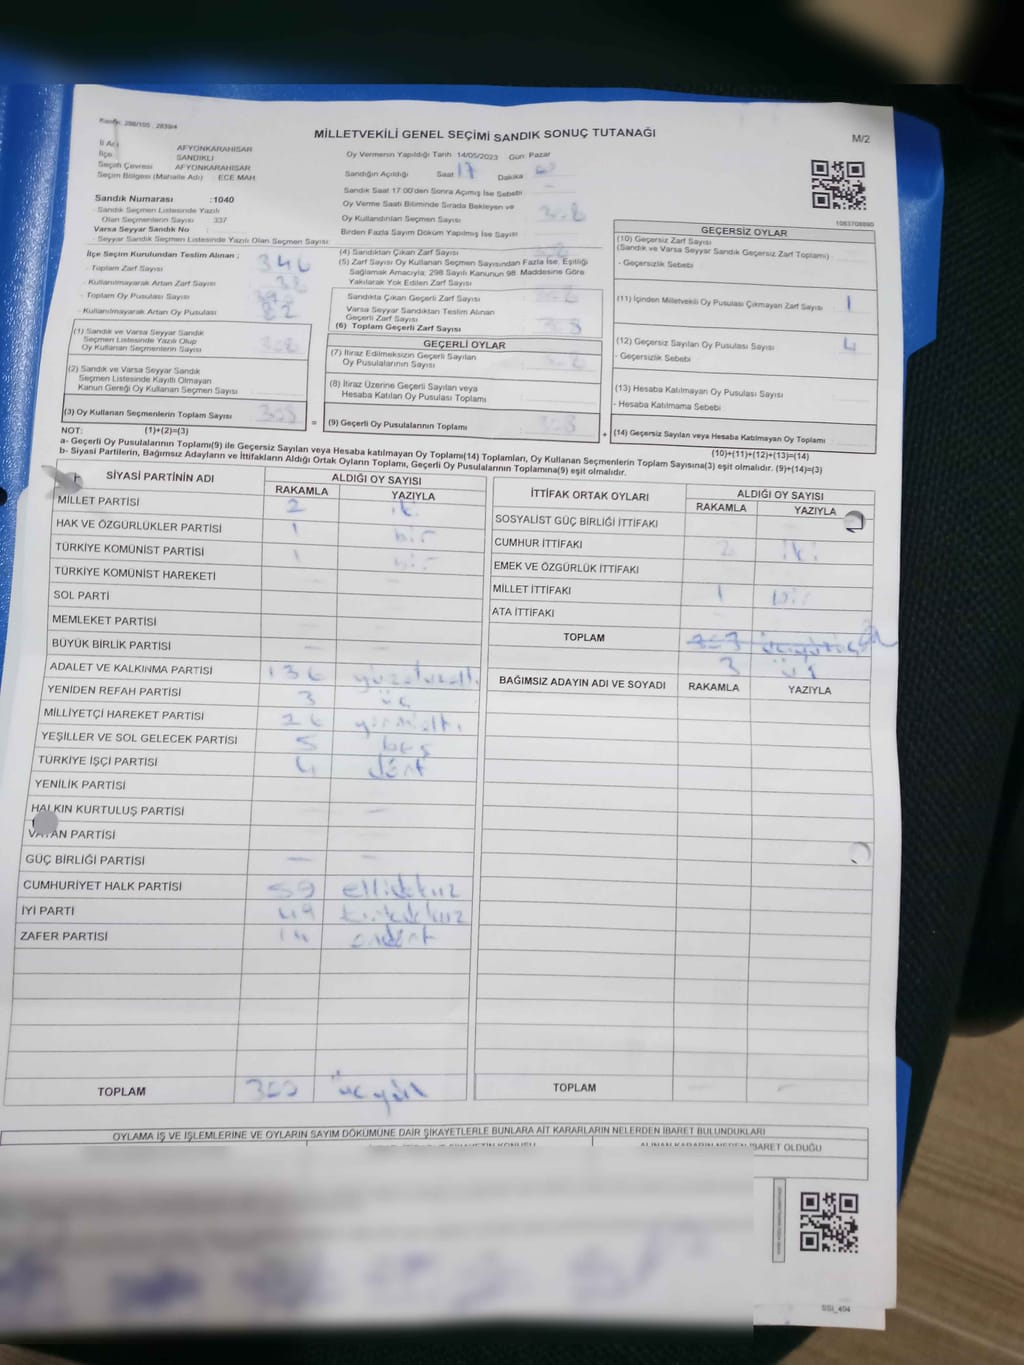 MİLLETVEKİLİ GENEL SEÇİMİ SANDIK SONUÇ TUTANAĞI
M/2
İl Adı AFYONKARAHİSAR
İlçe SANDIKLI
Seçim Çevresi AFYONKARAHİSAR
Seçim Bölgesi (Mahalle Adı) : ECE MAH.
Sandık Numarası :1040
- Sandık Seçmen Listesinde Yazılı
Olan Seçmenlerin Sayısı 337
Varsa Seyyar Sandık No :
- Seyyar Sandık Seçmen Listesinde Yazılı Olan Seçmen Sayısı:
Oy Vermenin Yapıldığı Tarih 14/05/2023 Gün: Pazar
Sandığın Açıldığı Saat 17 Dakika
Sandık Saat 17:00'den Sonra Açılmış İse Sebebi
Oy Verme Saati Bitiminde Sırada Bekleyen ve
Oy Kullandırılan Seçmen Sayısı
Birden Fazla Sayım Döküm Yapılmış İse Sayısı
İlçe Seçim Kurulundan Teslim Alınan ;
- Toplam Zarf Sayısı 346
- Kullanılmayarak Artan Zarf Sayısı
- Toplam Oy Pusulası Sayısı
- Kullanılmayarak Artan Oy Pusulası 82
(1) Sandık ve Varsa Seyyar Sandık
Seçmen Listesinde Yazılı Olup
Oy Kullanan Seçmenlerin Sayısı 308
(2) Sandık ve Varsa Seyyar Sandık
Seçmen Listesinde Kayıtlı Olmayan
Kanun Gereği Oy Kullanan Seçmen Sayısı
(3) Oy Kullanan Seçmenlerin Toplam Sayısı 308
(4) Sandıktan Çıkan Zarf Sayısı
(5) Zarf Sayısı Oy Kullanan Seçmen Sayısından Fazla İse, Eşitliği
Sağlamak Amacıyla, 298 Sayılı Kanunun 98. Maddesine Göre
Yakılarak Yok Edilen Zarf Sayısı
Sandıkta Çıkan Geçerli Zarf Sayısı 308
Varsa Seyyar Sandıktan Teslim Alınan
Geçerli Zarf Sayısı
(6) Toplam Geçerli Zarf Sayısı 308
GEÇERLİ OYLAR
(7) İtiraz Edilmeksizin Geçerli Sayılan
Oy Pusulalarının Sayısı
(8) İtiraz Üzerine Geçerli Sayılan veya
Hesaba Katılan Oy Pusulası Toplamı
= (9) Geçerli Oy Pusulalarının Toplamı
1063708890
GEÇERSİZ OYLAR
(10) Geçersiz Zarf Sayısı
(Sandık ve Varsa Seyyar Sandık Geçersiz Zarf Toplamı)
- Geçersizlik Sebebi
(11) İçinden Milletvekili Oy Pusulası Çıkmayan Zarf Sayısı 1
(12) Geçersiz Sayılan Oy Pusulası Sayısı 4
- Geçersizlik Sebebi
(13) Hesaba Katılmayan Oy Pusulası Sayısı
- Hesaba Katılmama Sebebi
+ (14) Geçersiz Sayılan veya Hesaba Katılmayan Oy Toplamı
NOT: (1)+(2)=(3) (10)+(11)+(12)+(13)=(14)
a- Geçerli Oy Pusulalarının Toplamı(9) ile Geçersiz Sayılan veya Hesaba katılmayan Oy Toplamı(14) Toplamları, Oy Kullanan Seçmenlerin Toplam Sayısına(3) eşit olmalıdır. (9)+(14)=(3)
b- Siyasi Partilerin, Bağımsız Adayların ve İttifakların Aldığı Ortak Oyların Toplamı, Geçerli Oy Pusulalarının Toplamına(9) eşit olmalıdır.
SİYASİ PARTİNİN ADI ALDIĞI OY SAYISI
RAKAMLA YAZIYLA
MİLLET PARTİSİ 2 iki
HAK VE ÖZGÜRLÜKLER PARTİSİ 1 bir
TÜRKİYE KOMÜNİST PARTİSİ 1 bir
TÜRKİYE KOMÜNİST HAREKETİ
SOL PARTİ
MEMLEKET PARTİSİ
BÜYÜK BİRLİK PARTİSİ
ADALET VE KALKINMA PARTİSİ 136 yüzotuzaltı
YENİDEN REFAH PARTİSİ 3 üç
MİLLİYETÇİ HAREKET PARTİSİ 26 yirmialtı
YEŞİLLER VE SOL GELECEK PARTİSİ 5 beş
TÜRKİYE İŞÇİ PARTİSİ 4 dört
YENİLİK PARTİSİ
HALKIN KURTULUŞ PARTİSİ
VATAN PARTİSİ
GÜÇ BİRLİĞİ PARTİSİ
CUMHURİYET HALK PARTİSİ 59 ellidokuz
İYİ PARTİ 49 kırkdokuz
ZAFER PARTİSİ 14 ondört
TOPLAM 300 üçyüz
İTTİFAK ORTAK OYLARI ALDIĞI OY SAYISI
RAKAMLA YAZIYLA
SOSYALİST GÜÇ BİRLİĞİ İTTİFAKI
CUMHUR İTTİFAKI 2 iki
EMEK VE ÖZGÜRLÜK İTTİFAKI
MİLLET İTTİFAKI 1 bir
ATA İTTİFAKI
TOPLAM 303 üçyüzüç
3 üç
BAĞIMSIZ ADAYIN ADI VE SOYADI RAKAMLA YAZIYLA
TOPLAM
OYLAMA İŞ VE İŞLEMLERİNE VE OYLARIN SAYIM DÖKÜMÜNE DAİR ŞİKAYETLERLE BUNLARA AİT KARARLARIN NELERDEN İBARET BULUNDUKLARI
ALINAN KARARIN NEDEN İBARET OLDUĞU
SSİ_494